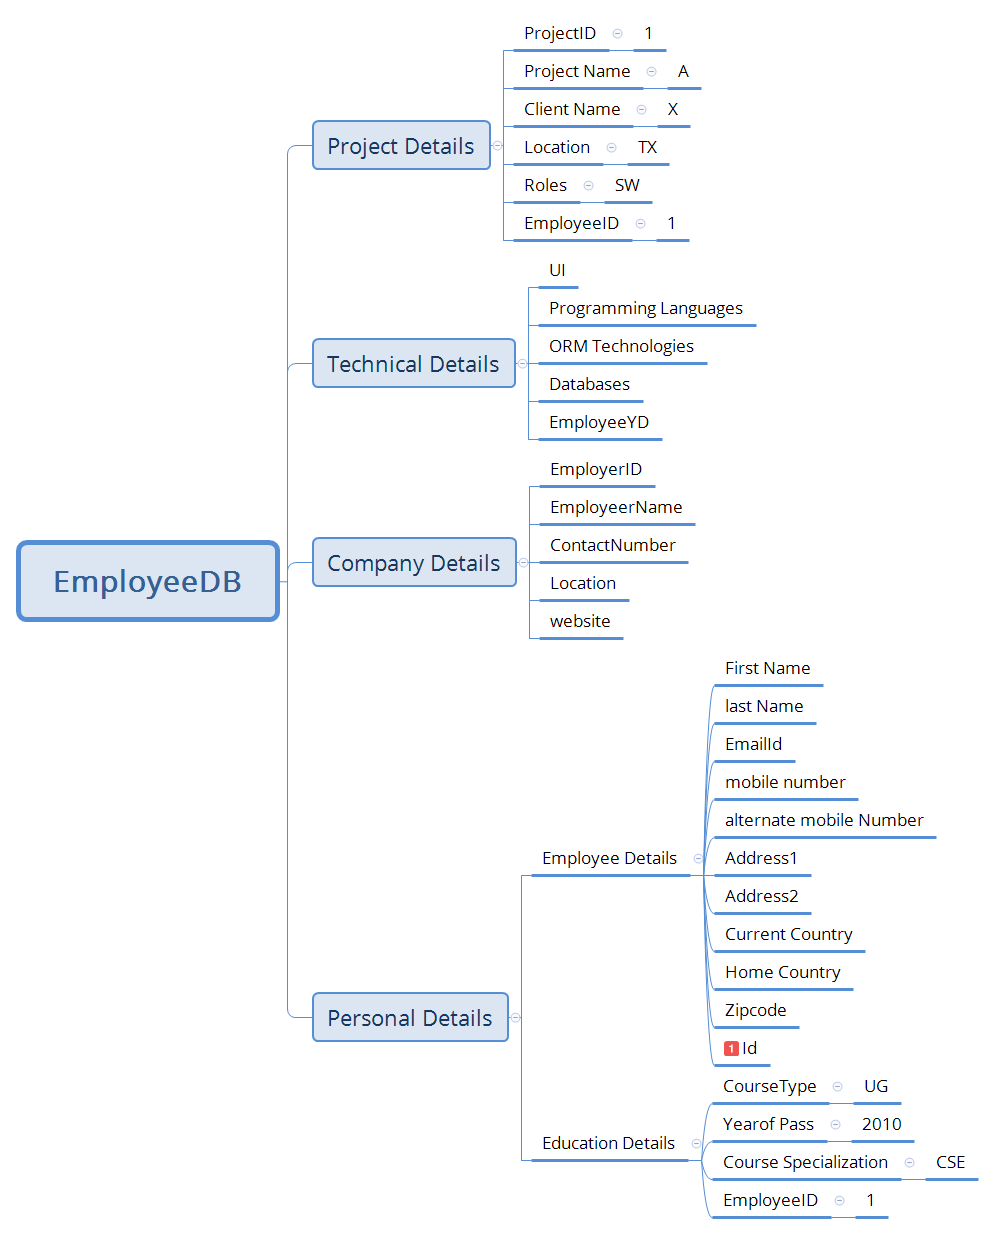 EmployeeDB
Project Details
ProjectID 1
Project Name A
Client Name X
Location TX
Roles SW
EmployeeID 1
Technical Details
UI
Programming Languages
ORM Technologies
Databases
EmployeeYD
Company Details
EmployerID
EmployeerName
ContactNumber
Location
website
Personal Details
Employee Details
First Name
last Name
EmailId
mobile number
alternate mobile Number
Address1
Address2
Current Country
Home Country
Zipcode
1 Id
Education Details
CourseType UG
Yearof Pass 2010
Course Specialization CSE
EmployeeID 1